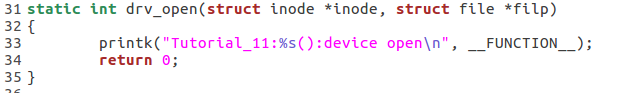 31 static int drv_open(struct inode *inode, struct file *filp)
32 {
33         printk("Tutorial_11:%s():device open\n", __FUNCTION__);
34         return 0;
35 }